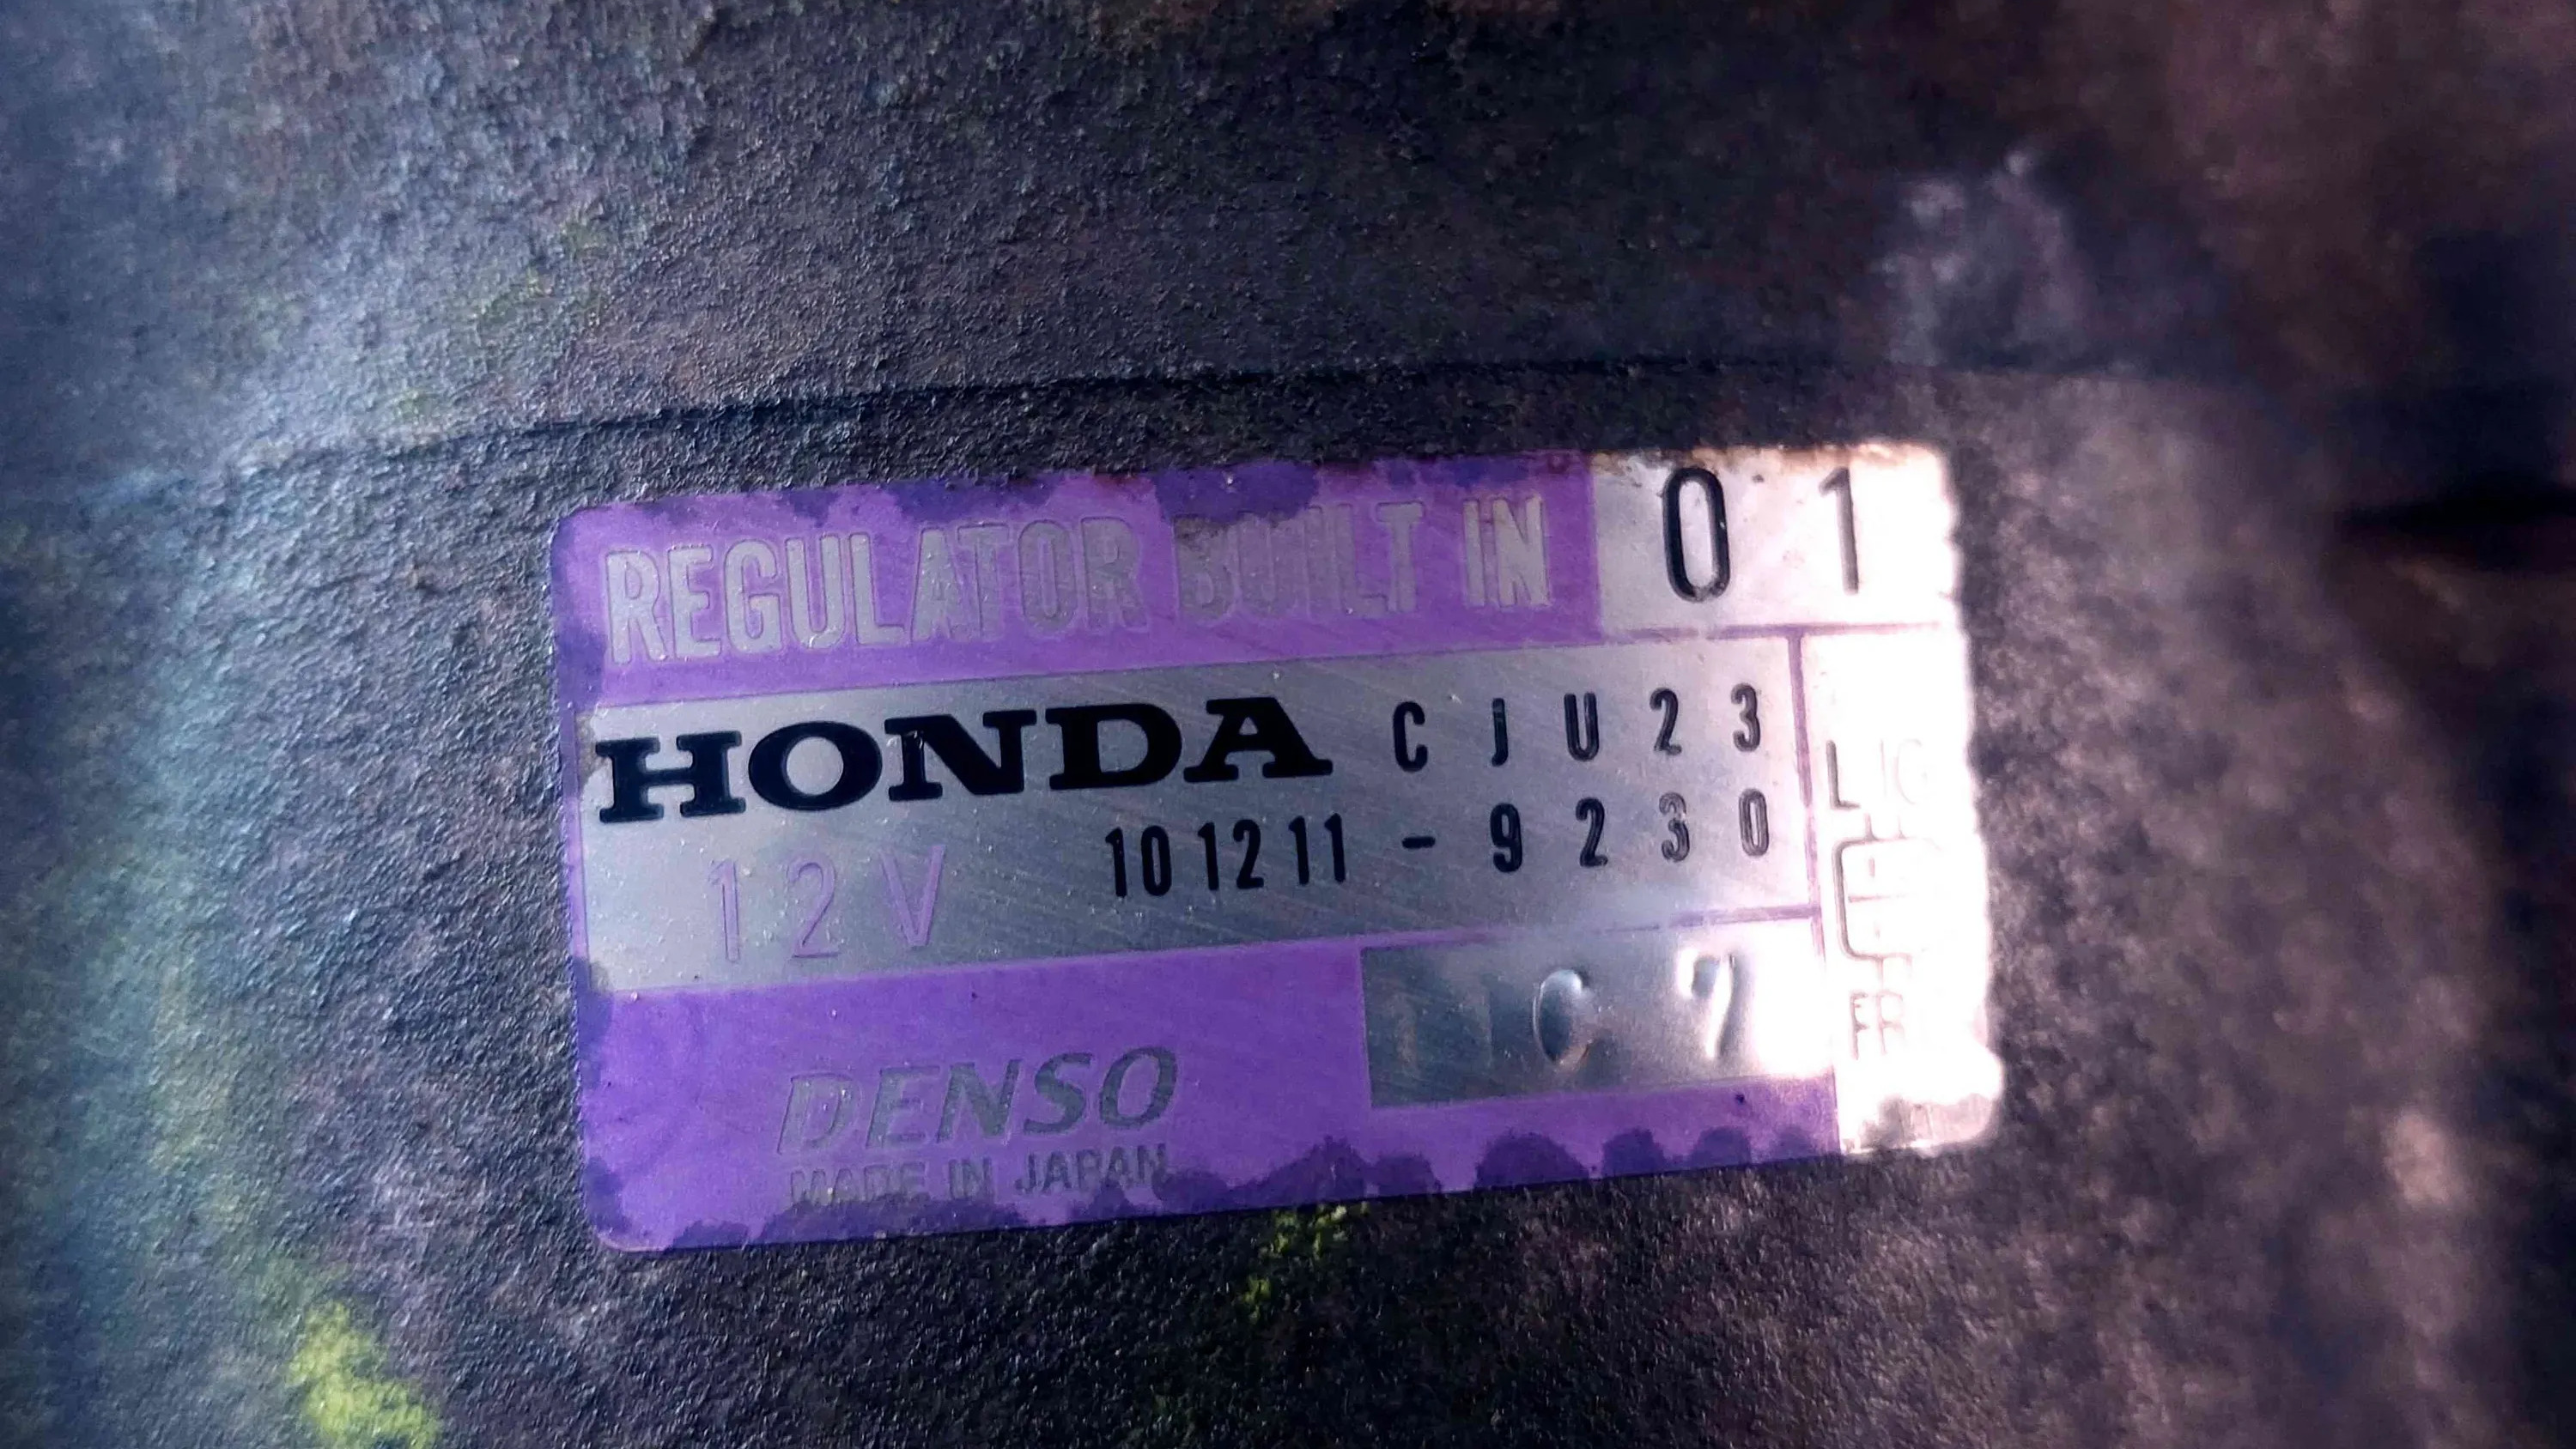 REGULATOR BUILT IN 01
HONDA CJU23
12V 101211-9230
C 7
DENSO
MADE IN JAPAN